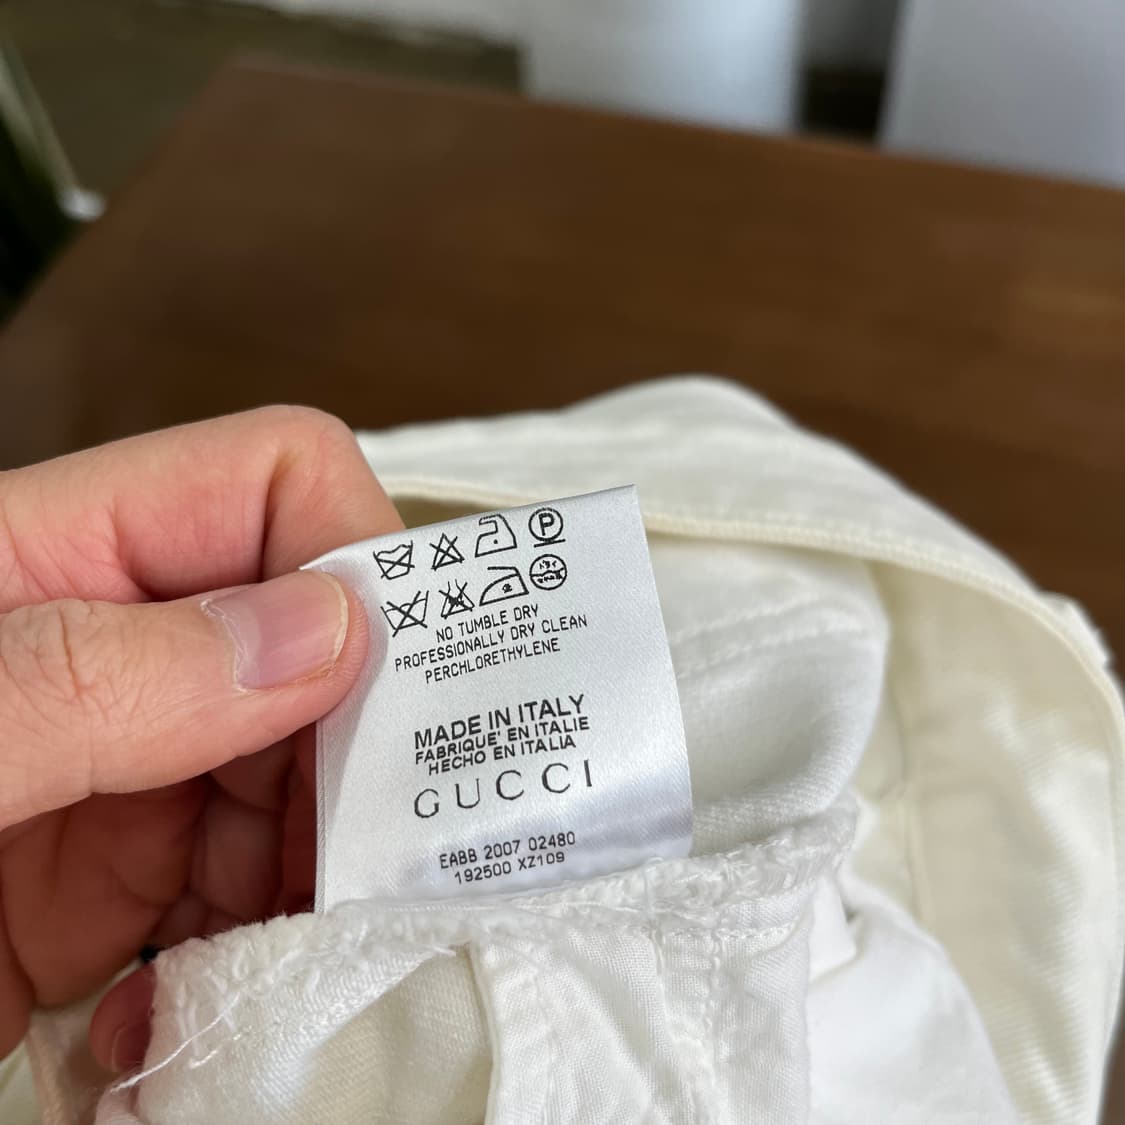 P
NO TUMBLE DRY
PROFESSIONALLY DRY CLEAN
PERCHLORETHYLENE
MADE IN ITALY
FABRIQUE' EN ITALIE
HECHO EN ITALIA
GUCCI
EABB 2007 02480
192500 XZ109